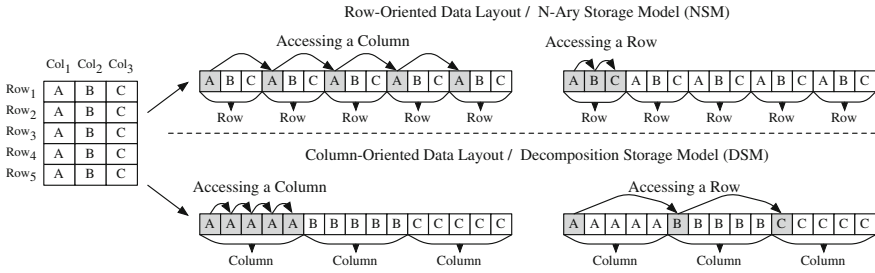 Row-Oriented Data Layout / N-Ary Storage Model (NSM)
Accessing a Column
Accessing a Row
Col1 Col2 Col3
Row1 A B C
Row2 A B C
Row3 A B C
Row4 A B C
Row5 A B C
A B C A B C A B C A B C A B C
Row Row Row Row Row
A B C A B C A B C A B C A B C
Row Row Row Row Row
Column-Oriented Data Layout / Decomposition Storage Model (DSM)
Accessing a Column
Accessing a Row
A A A A A B B B B B C C C C C
Column Column Column
A A A A A B B B B B C C C C C
Column Column Column